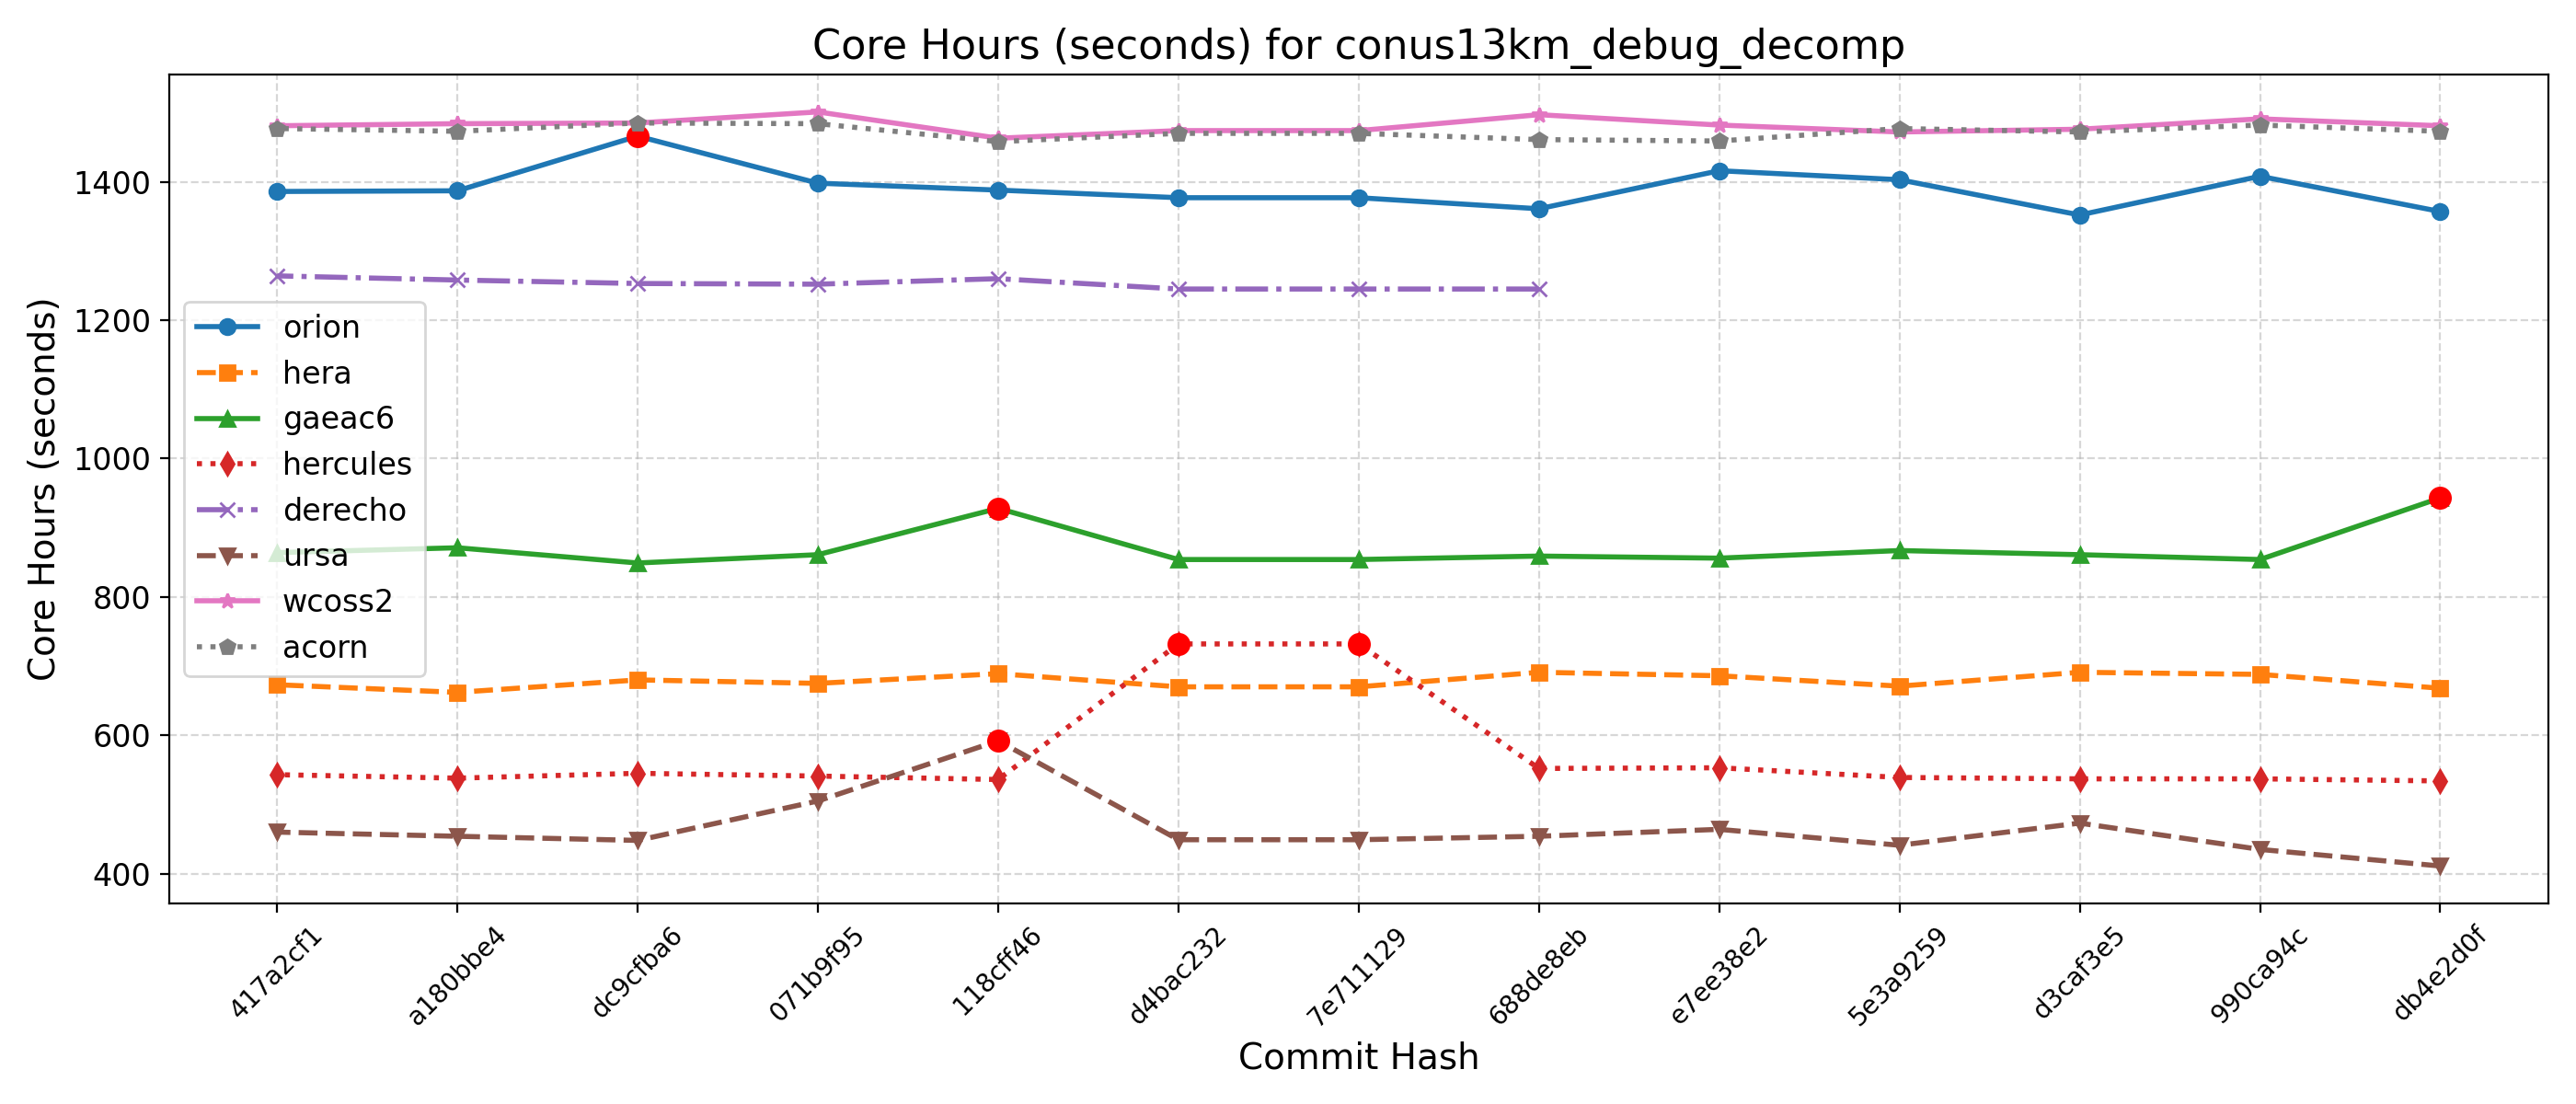 Core Hours (seconds) for conus13km_debug_decomp
Core Hours (seconds)
1400
1200
1000
800
600
400
orion
hera
gaeac6
hercules
derecho
ursa
wcoss2
acorn
417a2cf1
a180bbe4
dc9cfba6
071b9f95
118cff46
d4bac232
7e711129
688de8eb
e7ee38e2
5e3a9259
d3caf3e5
990ca94c
db4e2d0f
Commit Hash